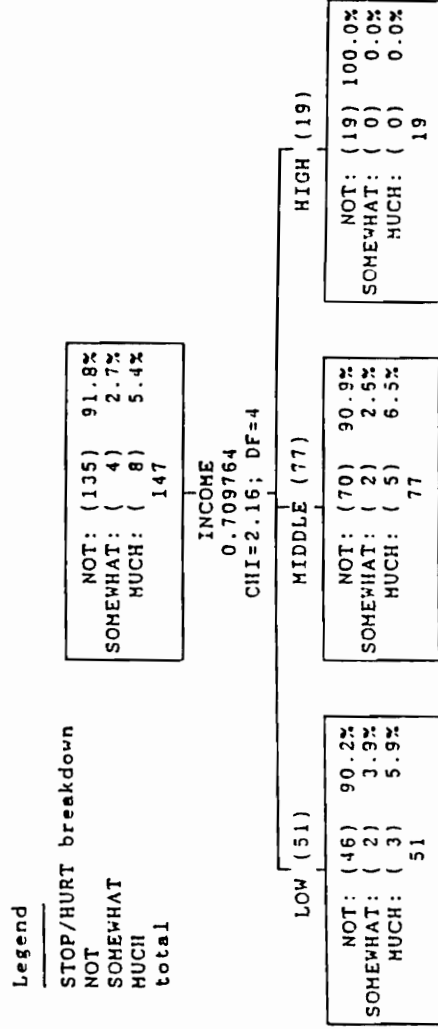 Legend
STOP/HURT breakdown
NOT
SOMEWHAT
MUCH
total
NOT: (135) 91.8%
SOMEWHAT: ( 4) 2.7%
MUCH: ( 8) 5.4%
147
INCOME
0.709764
CHI=2.16; DF=4
LOW (51)
NOT: (46) 90.2%
SOMEWHAT: ( 2) 3.9%
MUCH: ( 3) 5.9%
51
MIDDLE (77)
NOT: (70) 90.9%
SOMEWHAT: ( 2) 2.6%
MUCH: ( 5) 6.5%
77
HIGH (19)
NOT: (19) 100.0%
SOMEWHAT: ( 0) 0.0%
MUCH: ( 0) 0.0%
19